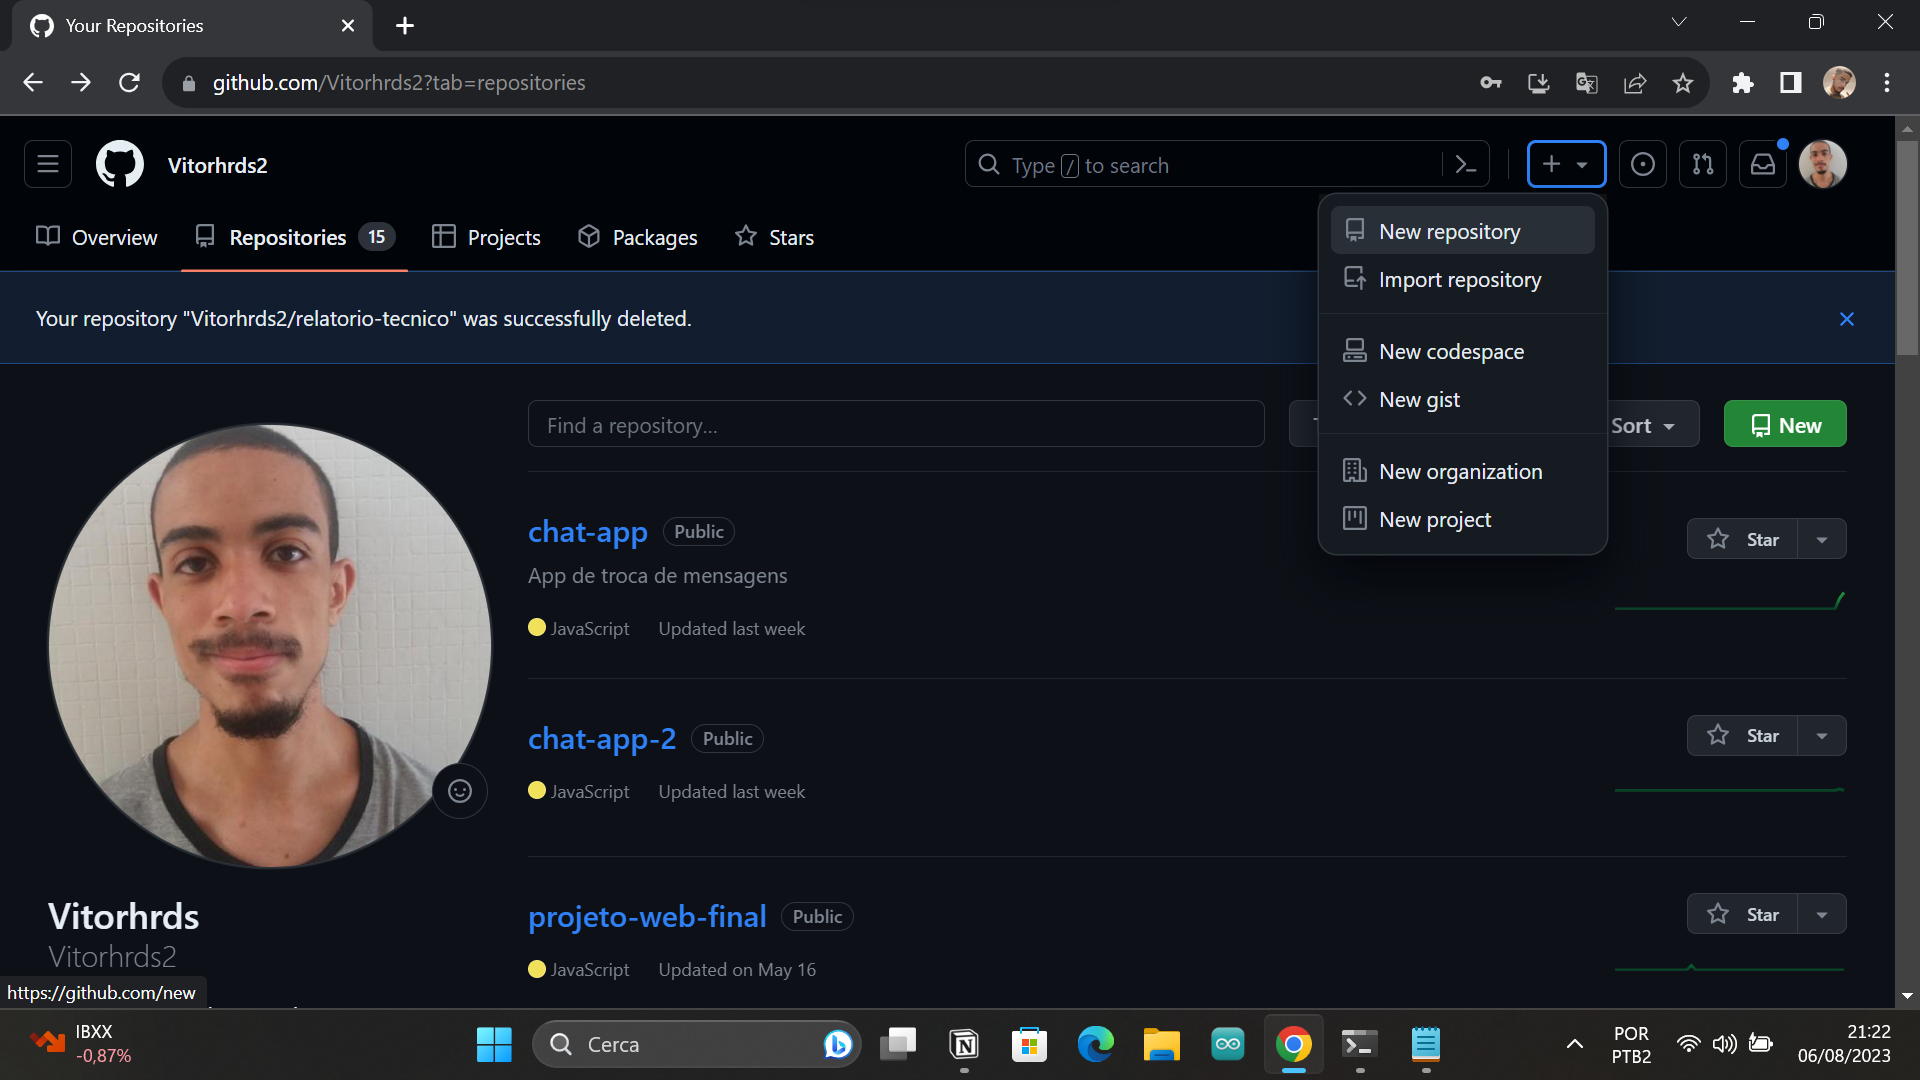 Your Repositories
github.com/Vitorhrds2?tab=repositories
Vitorhrds2
Type / to search
Overview
Repositories 15
Projects
Packages
Stars
New repository
Import repository
New codespace
New gist
New organization
New project
Your repository "Vitorhrds2/relatorio-tecnico" was successfully deleted.
Find a repository...
Sort
New
chat-app Public
Star
App de troca de mensagens
JavaScript Updated last week
chat-app-2 Public
Star
JavaScript Updated last week
projeto-web-final Public
Star
JavaScript Updated on May 16
Vitorhrds
Vitorhrds2
https://github.com/new
IBXX
-0,87%
Cerca
POR
PTB2
21:22
06/08/2023